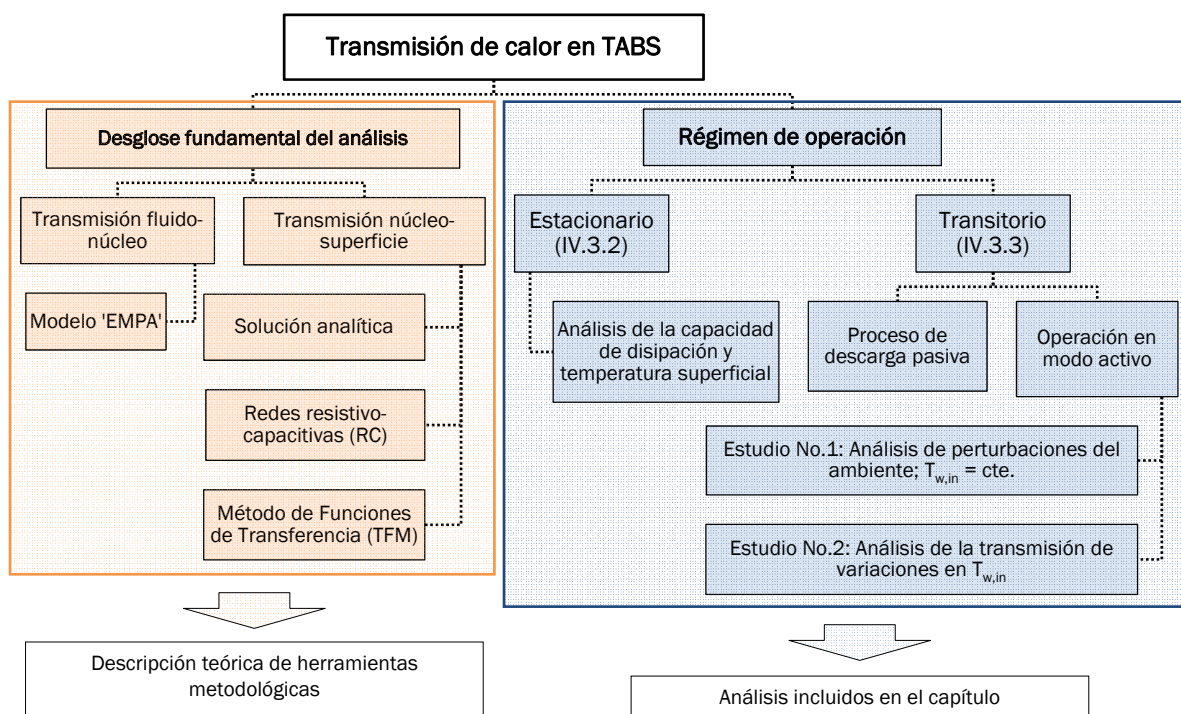 Transmisión de calor en TABS
Desglose fundamental del análisis
Transmisión fluido-
núcleo
Transmisión núcleo-
superficie
Modelo 'EMPA'
Solución analítica
Redes resistivo-
capacitivas (RC)
Método de Funciones
de Transferencia (TFM)
Descripción teórica de herramientas
metodológicas
Régimen de operación
Estacionario
(IV.3.2)
Transitorio
(IV.3.3)
Análisis de la capacidad
de disipación y
temperatura superficial
Proceso de
descarga pasiva
Operación en
modo activo
Estudio No.1: Análisis de perturbaciones del
ambiente; Tw,in = cte.
Estudio No.2: Análisis de la transmisión de
variaciones en Tw,in
Análisis incluidos en el capítulo